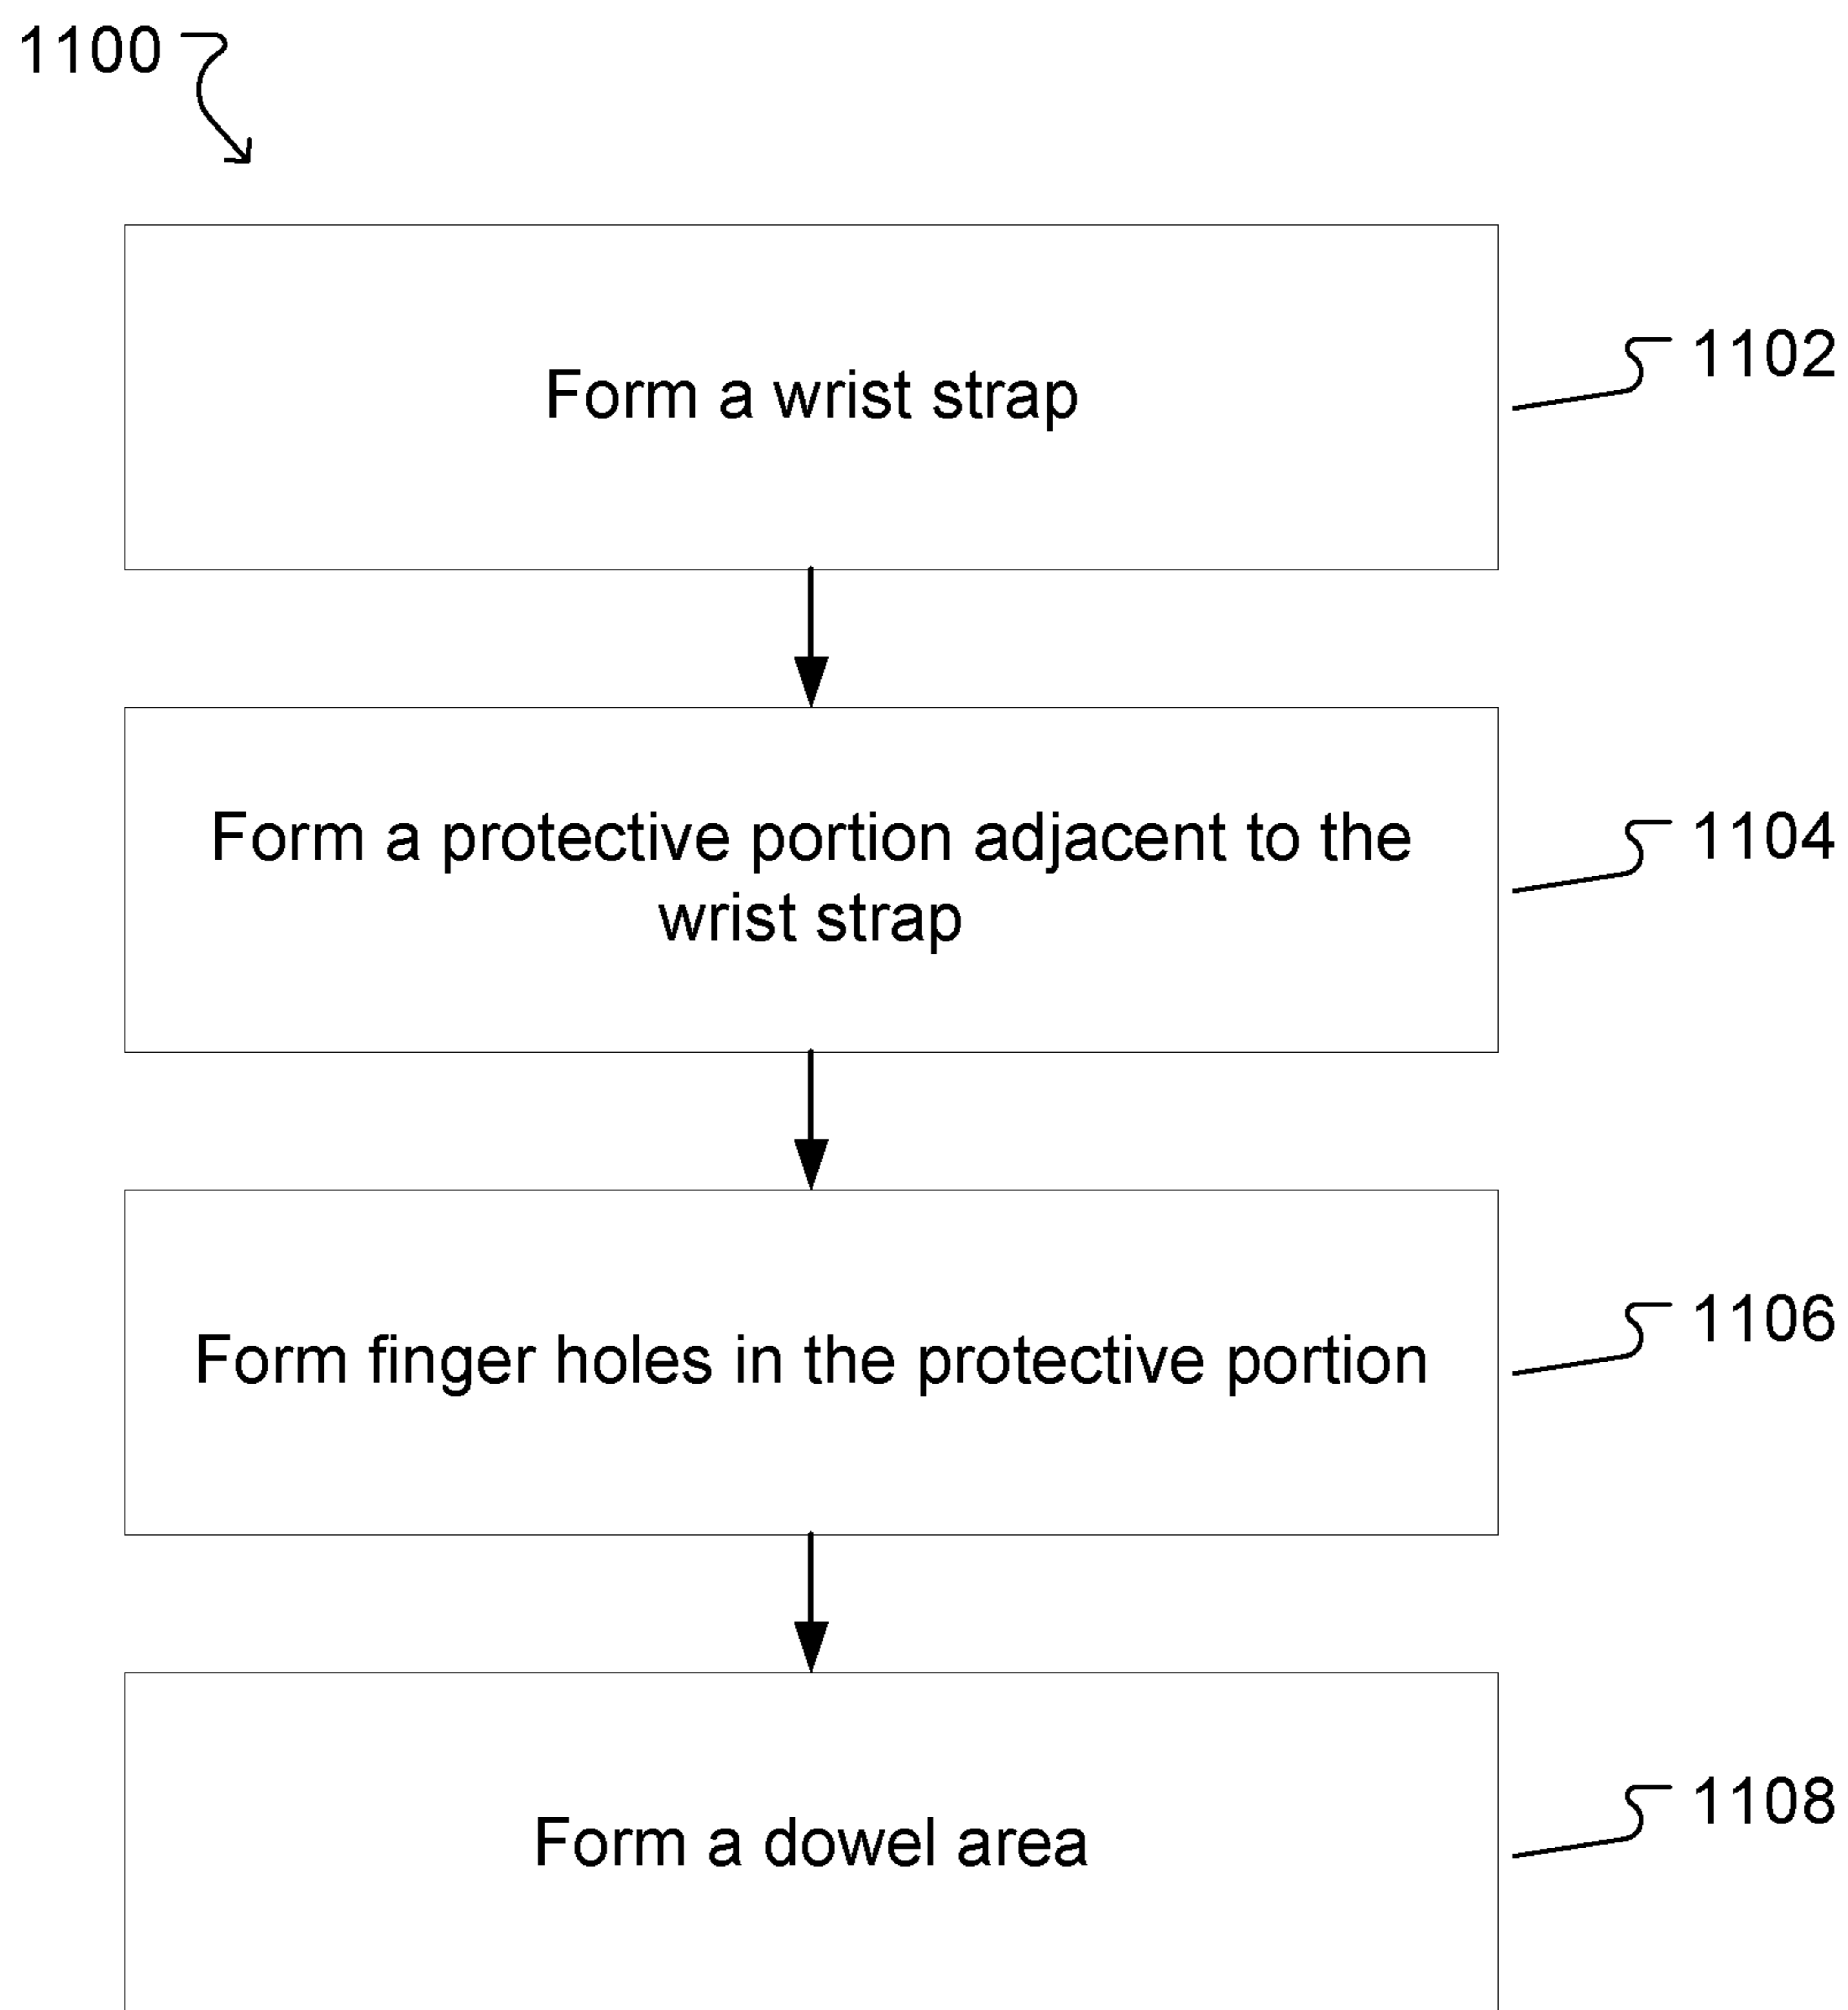 1100
Form a wrist strap
1102
Form a protective portion adjacent to the
wrist strap
1104
Form finger holes in the protective portion
1106
Form a dowel area
1108